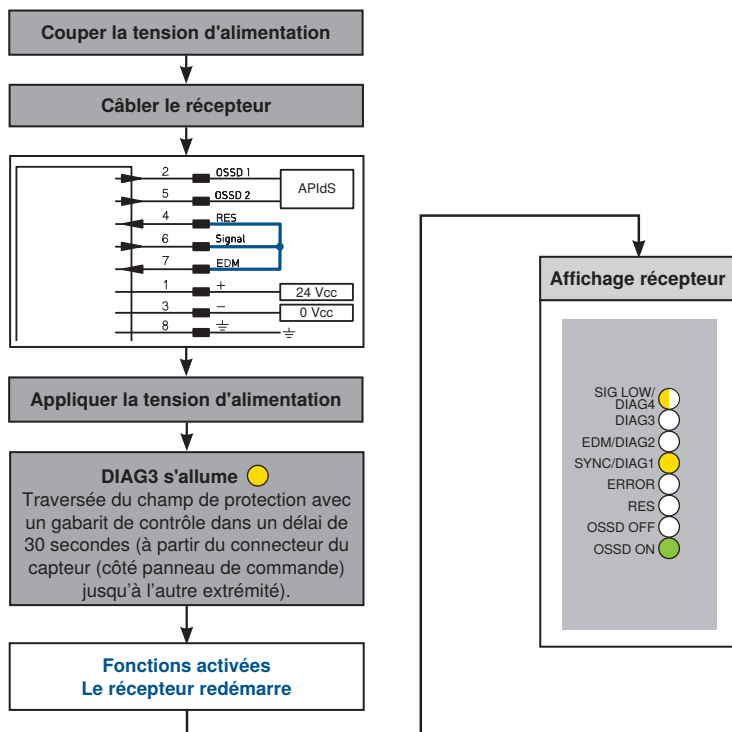 Couper la tension d'alimentation
Câbler le récepteur
2 OSSD 1
5 OSSD 2
APIdS
4 RES
6 Signal
7 EDM
1 + 24 Vcc
3 – 0 Vcc
8
Appliquer la tension d'alimentation
DIAG3 s'allume
Traversée du champ de protection avec
un gabarit de contrôle dans un délai de
30 secondes (à partir du connecteur du
capteur (côté panneau de commande)
jusqu'à l'autre extrémité).
Fonctions activées
Le récepteur redémarre
Affichage récepteur
SIG LOW/
DIAG4
DIAG3
EDM/DIAG2
SYNC/DIAG1
ERROR
RES
OSSD OFF
OSSD ON